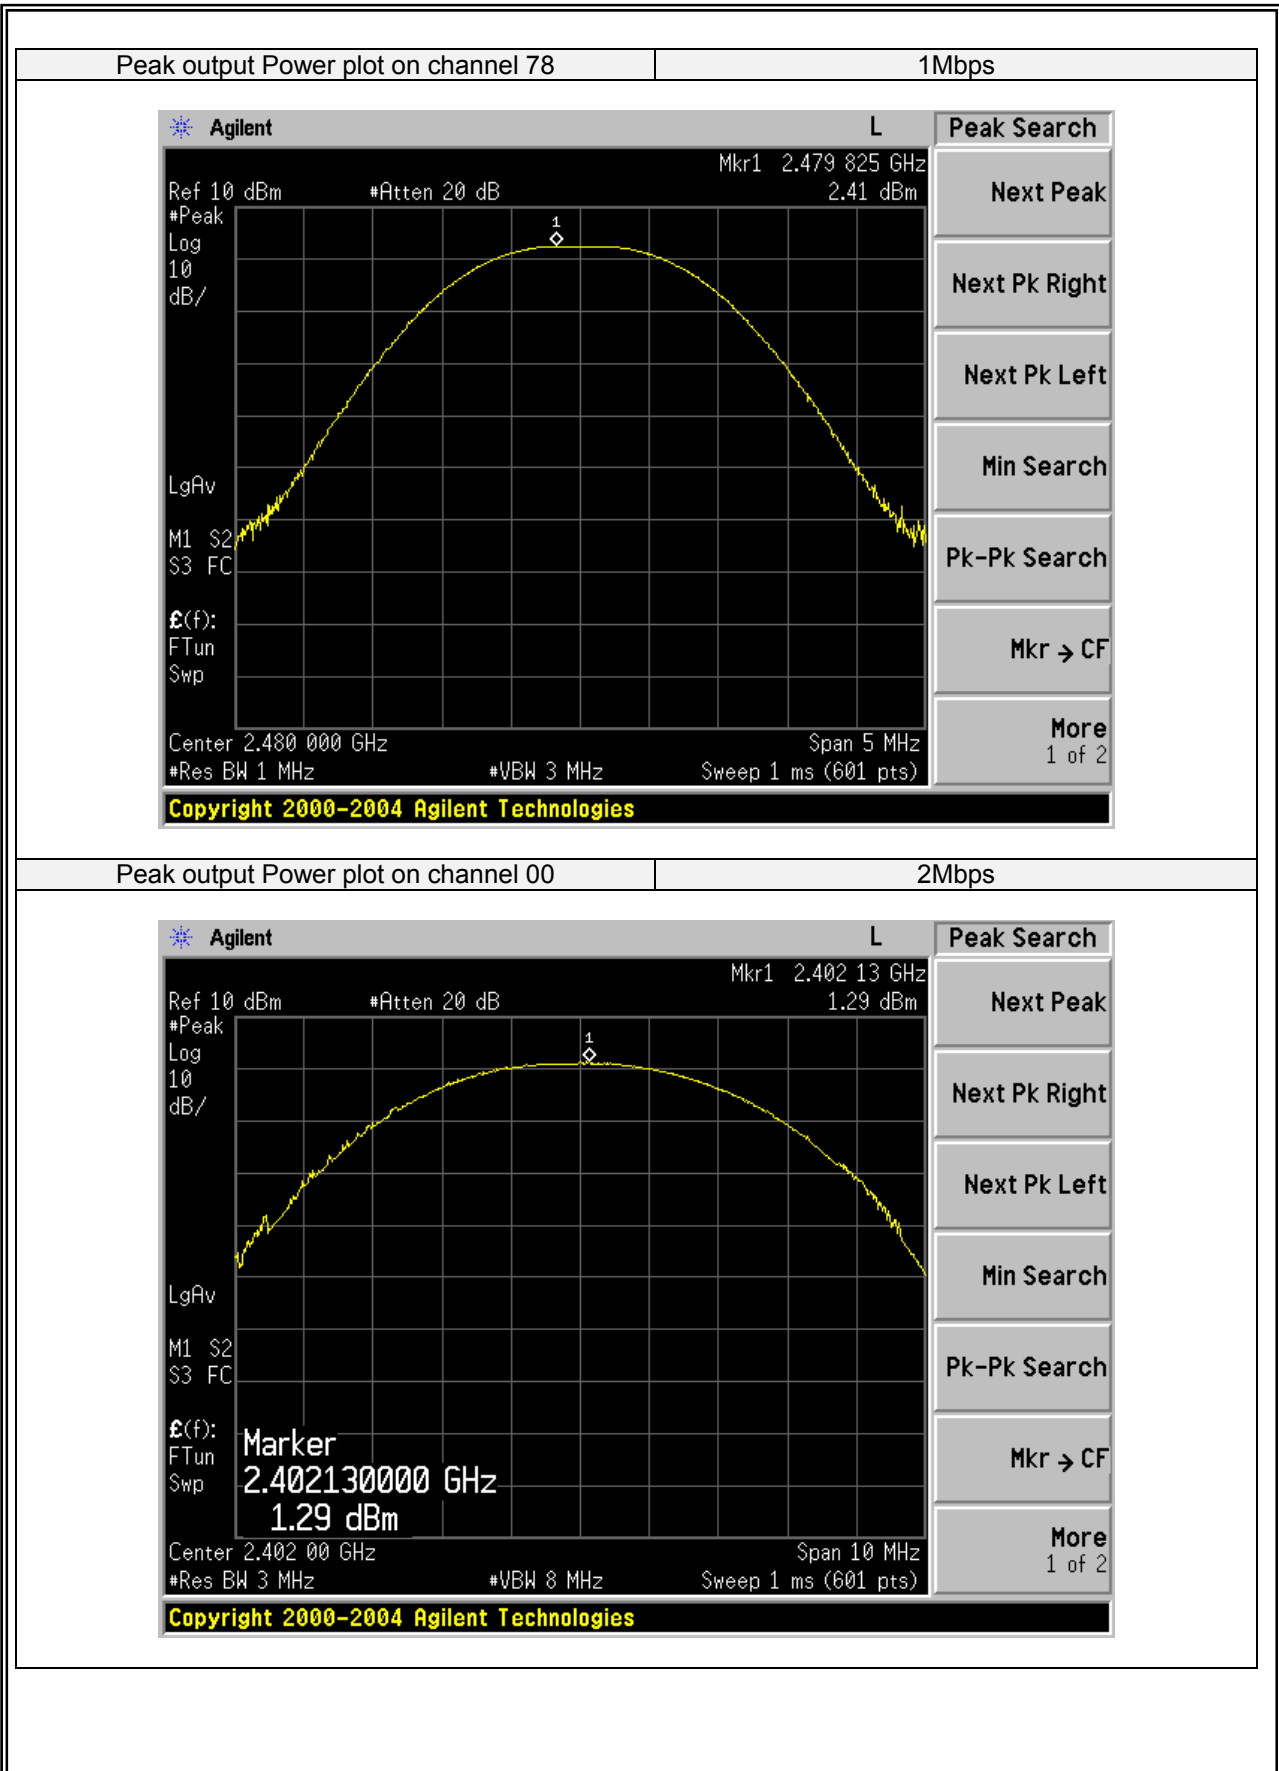 Peak output Power plot on channel 78 1Mbps
Agilent L Peak Search
Mkr1 2.479 825 GHz
Ref 10 dBm #Atten 20 dB 2.41 dBm
#Peak
Log
10
dB/
1
LgAv
M1 S2
S3 FC
£(f):
FTun
Swp
Center 2.480 000 GHz Span 5 MHz
#Res BW 1 MHz #VBW 3 MHz Sweep 1 ms (601 pts)
Copyright 2000-2004 Agilent Technologies
Next Peak
Next Pk Right
Next Pk Left
Min Search
Pk-Pk Search
Mkr → CF
More
1 of 2
Peak output Power plot on channel 00 2Mbps
Agilent L Peak Search
Mkr1 2.402 13 GHz
Ref 10 dBm #Atten 20 dB 1.29 dBm
#Peak
Log
10
dB/
1
LgAv
M1 S2
S3 FC
£(f):
FTun
Swp
Marker
2.402130000 GHz
1.29 dBm
Center 2.402 00 GHz Span 10 MHz
#Res BW 3 MHz #VBW 8 MHz Sweep 1 ms (601 pts)
Copyright 2000-2004 Agilent Technologies
Next Peak
Next Pk Right
Next Pk Left
Min Search
Pk-Pk Search
Mkr → CF
More
1 of 2